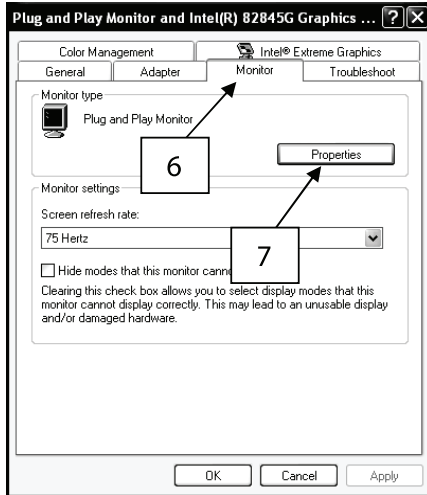 Plug and Play Monitor and Intel(R) 82845G Graphics ...
Color Management
Intel® Extreme Graphics
General
Adapter
Monitor
Troubleshoot
Monitor type
Plug and Play Monitor
6
Properties
Monitor settings
Screen refresh rate:
75 Hertz
7
Hide modes that this monitor
Clearing this check box allows you to select display modes that this
monitor cannot display correctly. This may lead to an unusable display
and/or damaged hardware.
OK
Cancel
Apply